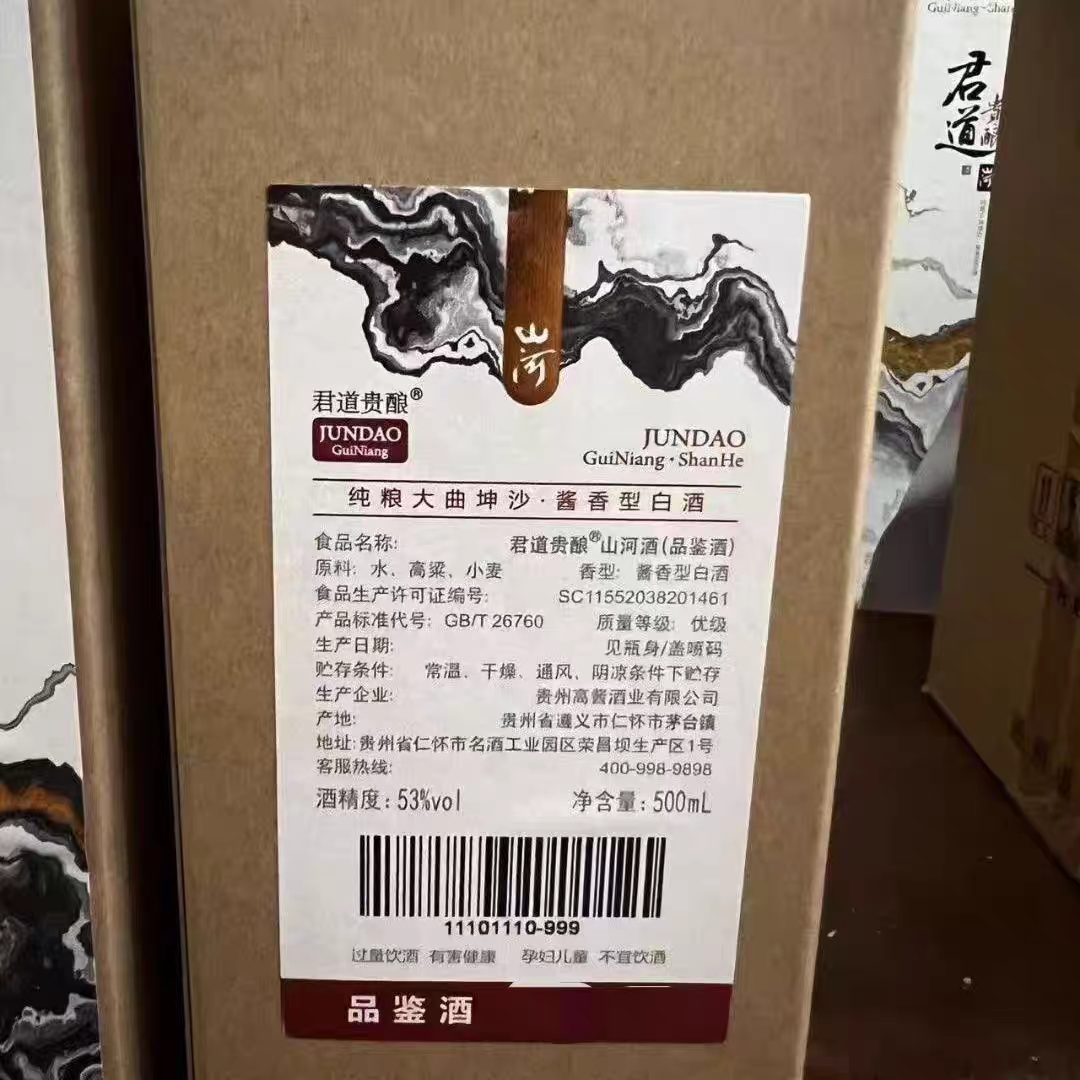 山河
君道贵酿®
JUNDAO
GuiNiang
JUNDAO
GuiNiang·ShanHe
纯粮大曲坤沙·酱香型白酒
食品名称: 君道贵酿®山河酒(品鉴酒)
原料: 水、高粱、小麦 香型: 酱香型白酒
食品生产许可证编号: SC11552038201461
产品标准代号: GB/T 26760 质量等级: 优级
生产日期: 见瓶身/盖喷码
贮存条件: 常温、干燥、通风、阴凉条件下贮存
生产企业: 贵州高酱酒业有限公司
产地: 贵州省遵义市仁怀市茅台镇
地址:贵州省仁怀市名酒工业园区荣昌坝生产区1号
客服热线: 400-998-9898
酒精度: 53%vol 净含量: 500mL
11101110-999
过量饮酒 有害健康 孕妇儿童 不宜饮酒
品鉴酒
君道
贵酿